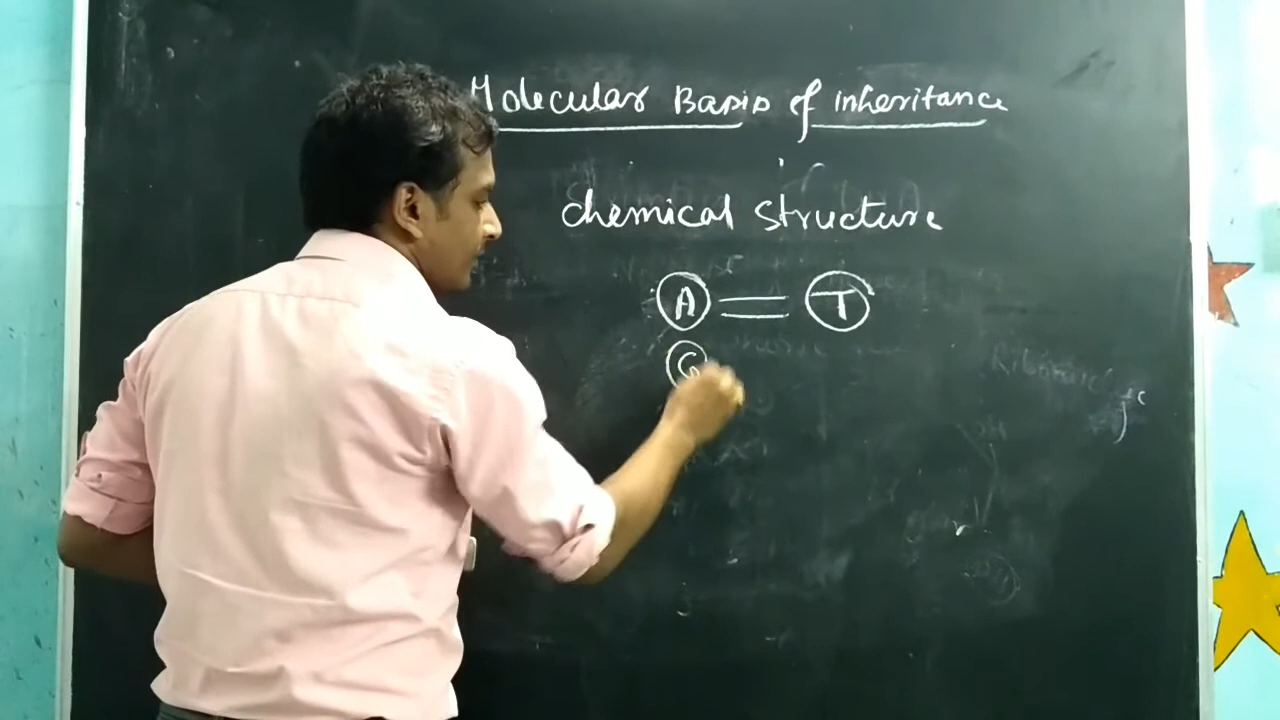 Molecular Basis of inheritance
chemical structure
A = T
G